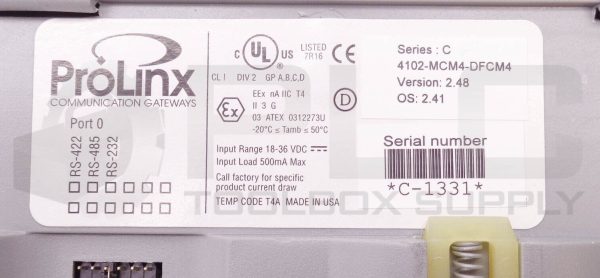 ProLinx
COMMUNICATION GATEWAYS
Port 0
RS-422
RS-485
RS-232
C UL US LISTED
7R16 CE
CL I DIV 2 GP A,B,C,D
Ex EEx nA IIC T4
II 3 G
03 ATEX 0312273U
-20°C ≤ Tamb ≤ 50°C
D
Input Range 18-36 VDC
Input Load 500mA Max
Call factory for specific
product current draw
TEMP CODE T4A MADE IN USA
Series : C
4102-MCM4-DFCM4
Version: 2.48
OS: 2.41
Serial number
*C-1331*
PLC
TOOLBOX SUPPLY